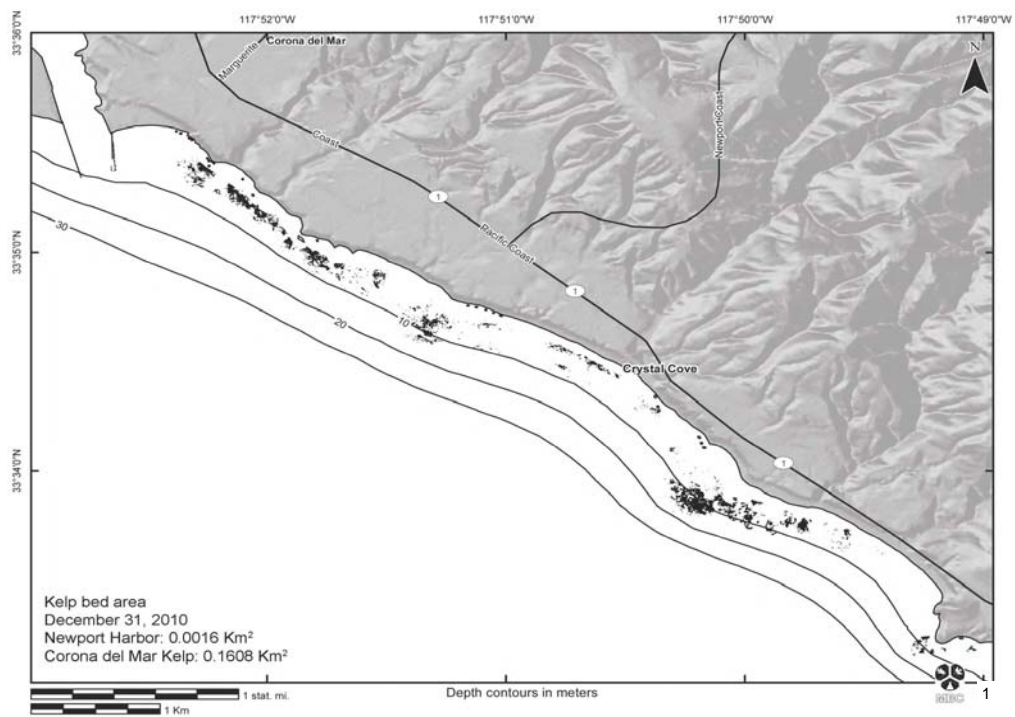 117°52'0"W 117°51'0"W 117°50'0"W 117°49'0"W
33°36'0"N
Corona del Mar
N
Marguerite
Newport Coast
Coast
1
33°35'0"N
Pacific Coast
30
1
20
10
Crystal Cove
33°34'0"N
1
Kelp bed area
December 31, 2010
Newport Harbor: 0.0016 Km²
Corona del Mar Kelp: 0.1608 Km²
1 stat. mi.
Depth contours in meters
MBC
1
1 Km